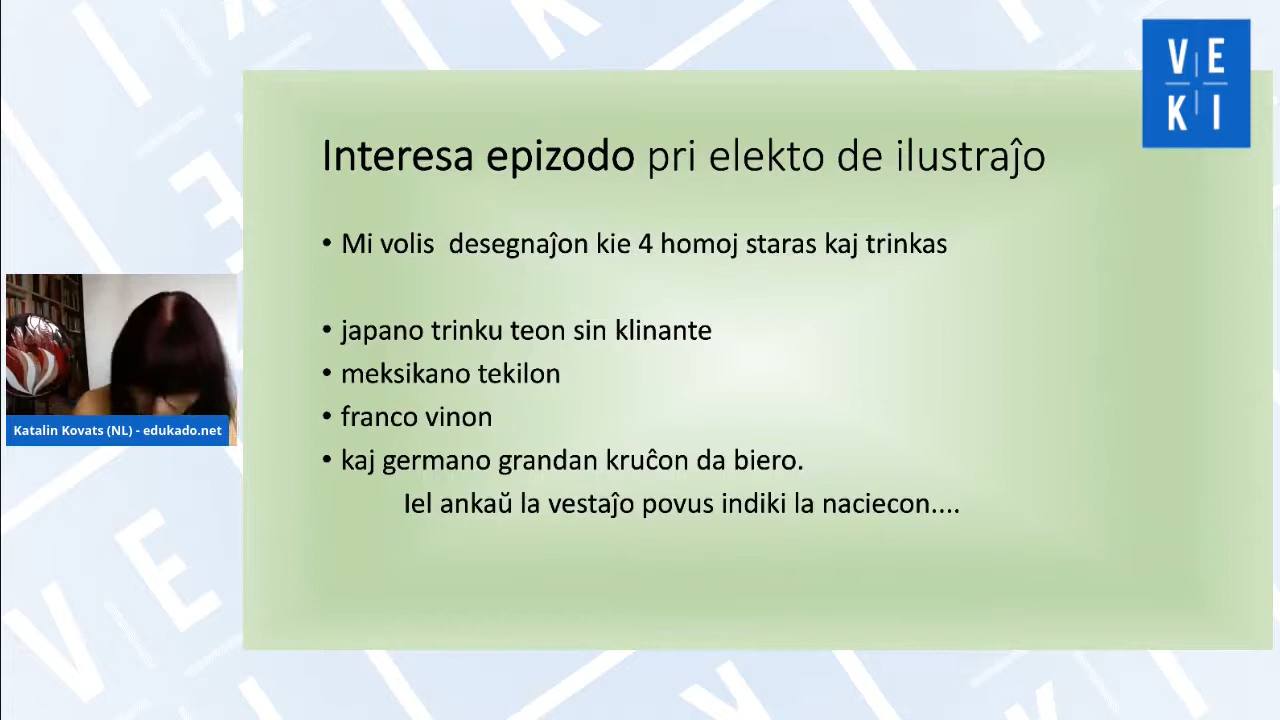 V E
K I
Interesa epizodo pri elekto de ilustraĵo
• Mi volis desegnaĵon kie 4 homoj staras kaj trinkas
• japano trinku teon sin klinante
• meksikano tekilon
• franco vinon
• kaj germano grandan kruĉon da biero.
Iel ankaŭ la vestaĵo povus indiki la naciecon....
Katalin Kovats (NL) - edukado.net